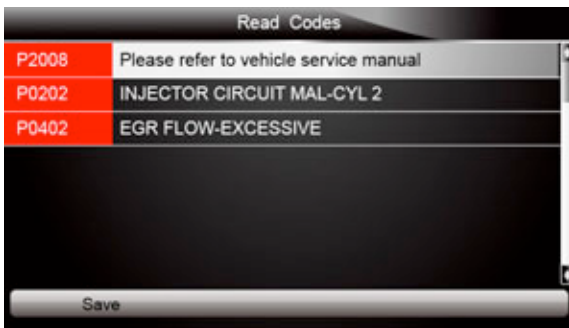 Read Codes
P2008 Please refer to vehicle service manual
P0202 INJECTOR CIRCUIT MAL-CYL 2
P0402 EGR FLOW-EXCESSIVE
Save